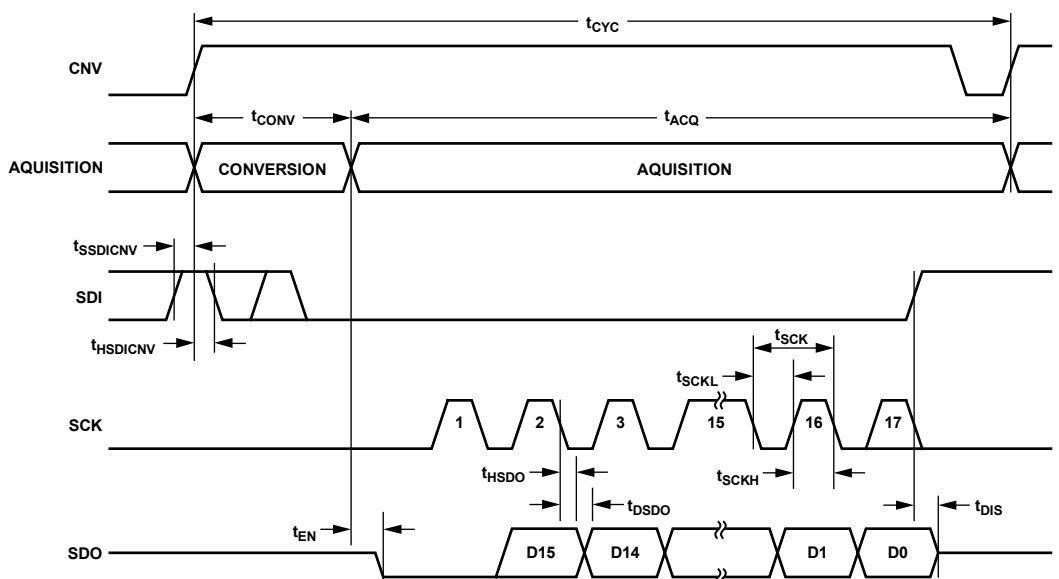 tCYC
CNV
tCONV
tACQ
AQUISITION
CONVERSION
AQUISITION
tSSDICNV
SDI
tHSDICNV
tSCK
tSCKL
SCK
1
2
3
15
16
17
tHSDO
tSCKH
tDSDO
tEN
tDIS
SDO
D15
D14
D1
D0